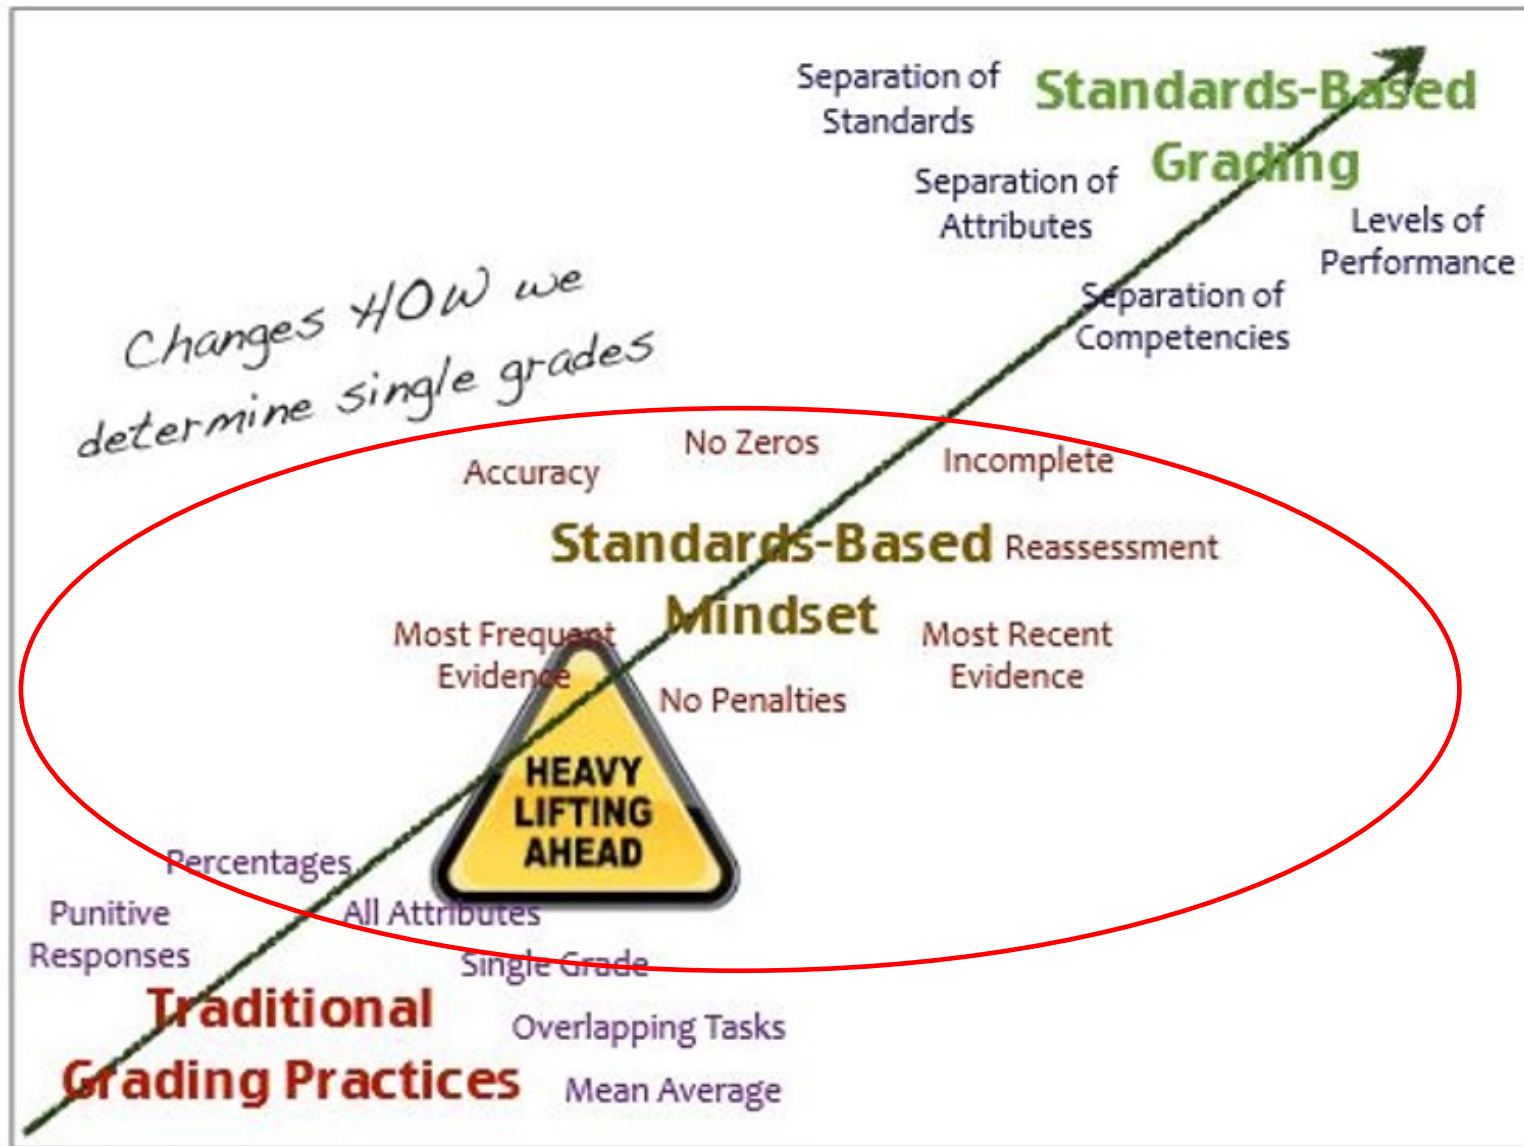 Separation of
Standards
Standards-Based
Grading
Separation of
Attributes
Levels of
Performance
Separation of
Competencies
Changes HOW we
determine single grades
Accuracy
No Zeros
Incomplete
Standards-Based
Mindset
Reassessment
Most Frequent
Evidence
Most Recent
Evidence
No Penalties
HEAVY
LIFTING
AHEAD
Percentages
Punitive
Responses
All Attributes
Single Grade
Traditional
Grading Practices
Overlapping Tasks
Mean Average